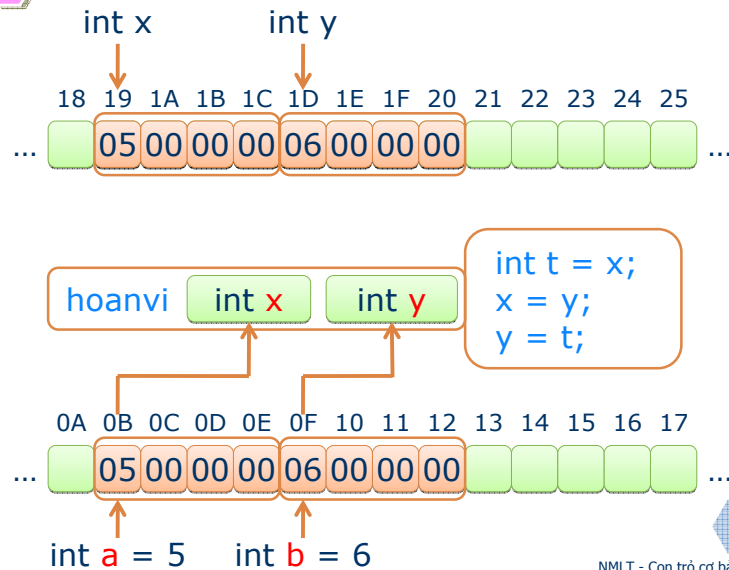 int x int y
18 19 1A 1B 1C 1D 1E 1F 20 21 22 23 24 25
... 05 00 00 00 06 00 00 00 ...
int t = x;
hoanvi int x int y x = y;
y = t;
0A 0B 0C 0D 0E 0F 10 11 12 13 14 15 16 17
... 05 00 00 00 06 00 00 00 ...
int a = 5 int b = 6
NMLT - Con trỏ cơ